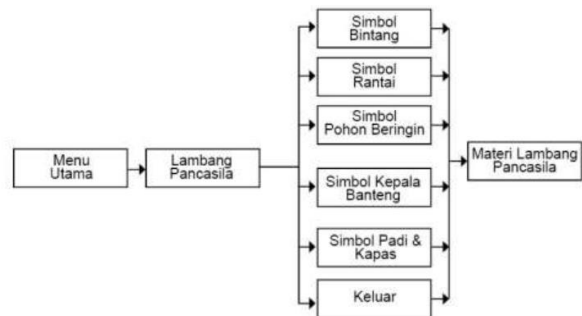 Menu
Utama
Lambang
Pancasila
Simbol
Bintang
Simbol
Rantai
Simbol
Pohon Beringin
Simbol Kepala
Banteng
Simbol Padi &
Kapas
Keluar
Materi Lambang
Pancasila